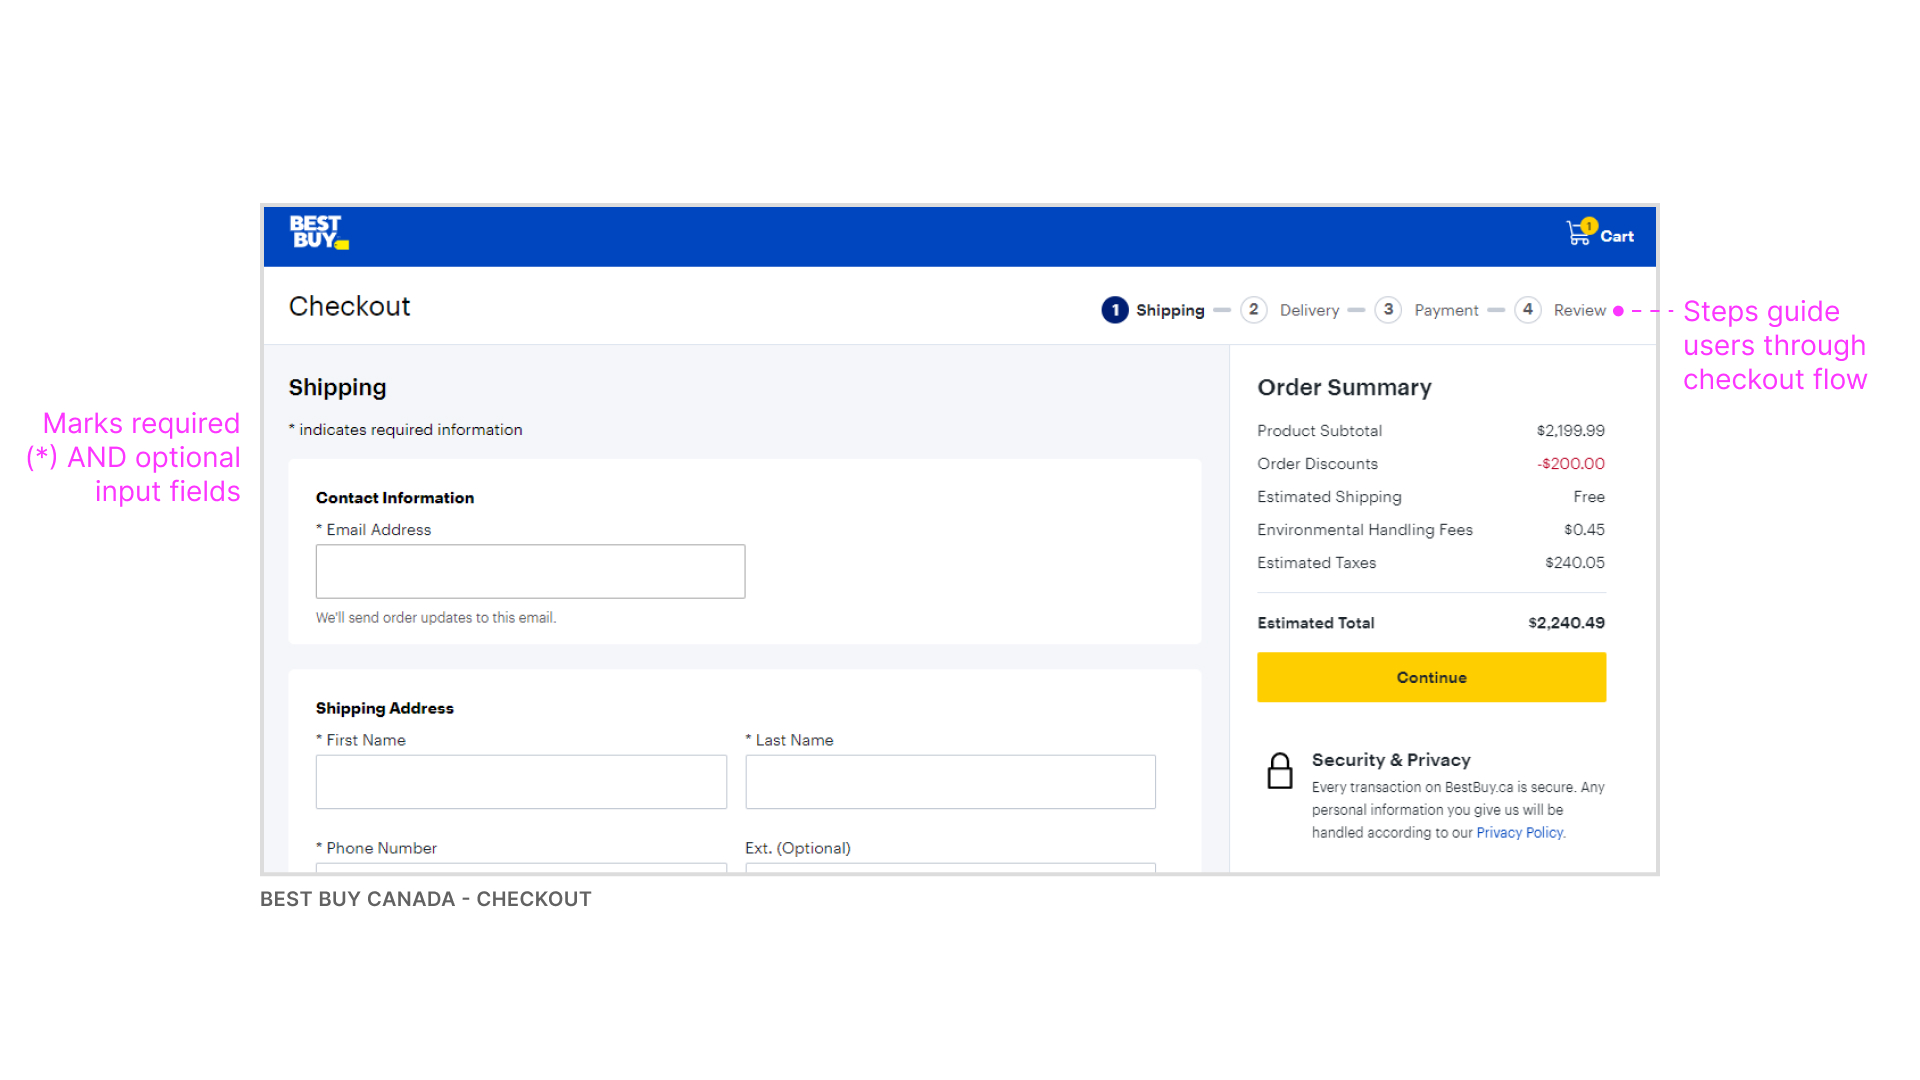 BEST
BUY
1
Cart
Checkout
1 Shipping 2 Delivery 3 Payment 4 Review
Steps guide
users through
checkout flow
Marks required
(*) AND optional
input fields
Shipping
* indicates required information
Contact Information
* Email Address
We'll send order updates to this email.
Shipping Address
* First Name
* Last Name
* Phone Number
Ext. (Optional)
Order Summary
Product Subtotal $2,199.99
Order Discounts -$200.00
Estimated Shipping Free
Environmental Handling Fees $0.45
Estimated Taxes $240.05
Estimated Total $2,240.49
Continue
Security & Privacy
Every transaction on BestBuy.ca is secure. Any
personal information you give us will be
handled according to our Privacy Policy.
BEST BUY CANADA - CHECKOUT